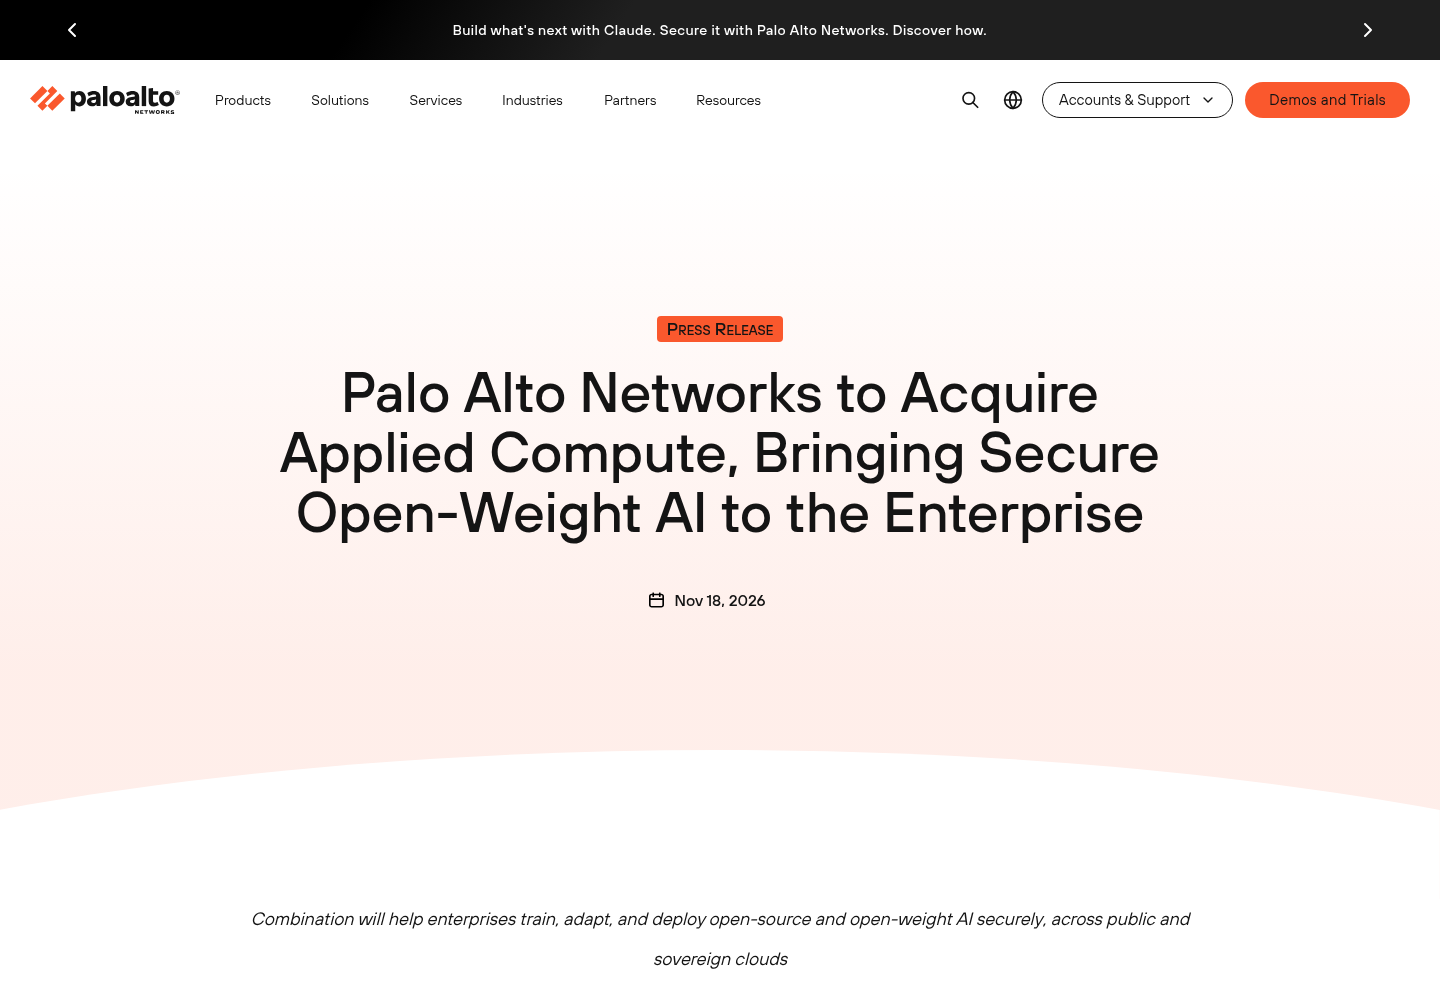 Build what's next with Claude. Secure it with Palo Alto Networks. Discover how.
paloalto®
NETWORKS
Products
Solutions
Services
Industries
Partners
Resources
Accounts & Support
Demos and Trials
Press Release
Palo Alto Networks to Acquire
Applied Compute, Bringing Secure
Open-Weight AI to the Enterprise
Nov 18, 2026
Combination will help enterprises train, adapt, and deploy open-source and open-weight AI securely, across public and
sovereign clouds